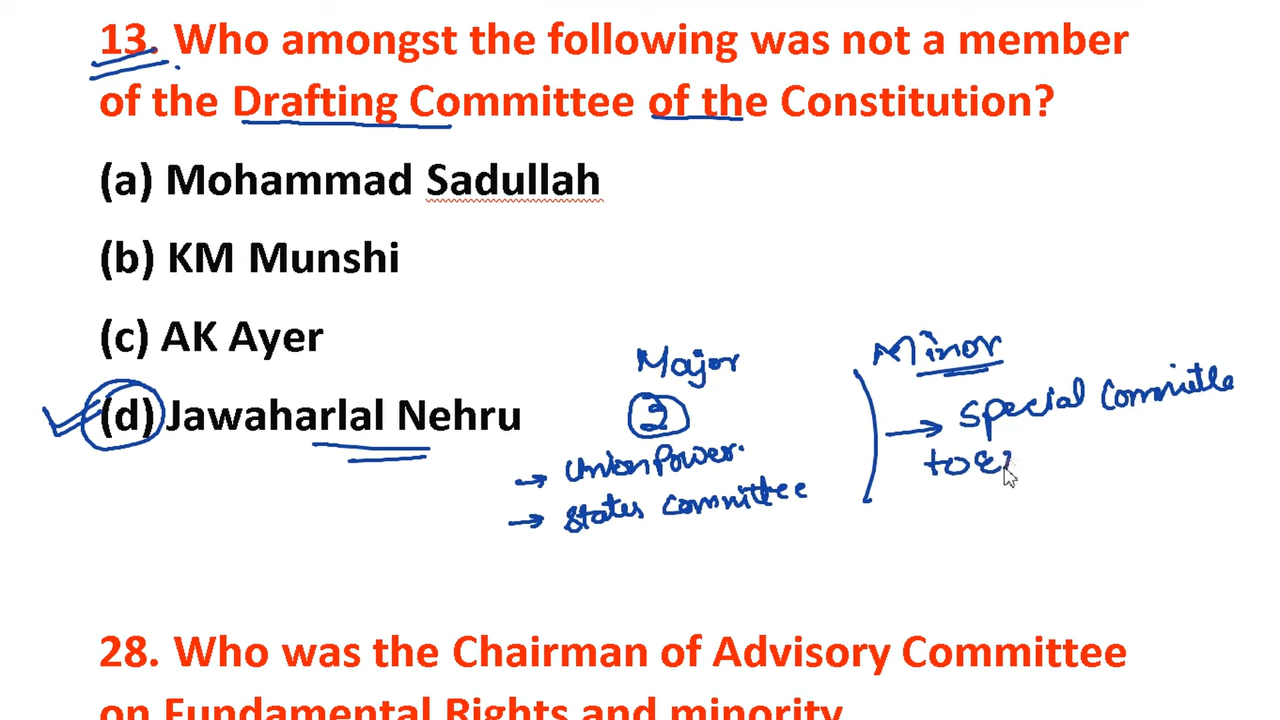 13. Who amongst the following was not a member
of the Drafting Committee of the Constitution?
(a) Mohammad Sadullah
(b) KM Munshi
(c) AK Ayer
(d) Jawaharlal Nehru
Major
2
→ Union Power.
→ States Committee
Minor
→ Special Committee
to
28. Who was the Chairman of Advisory Committee
on Fundamental Rights and minority